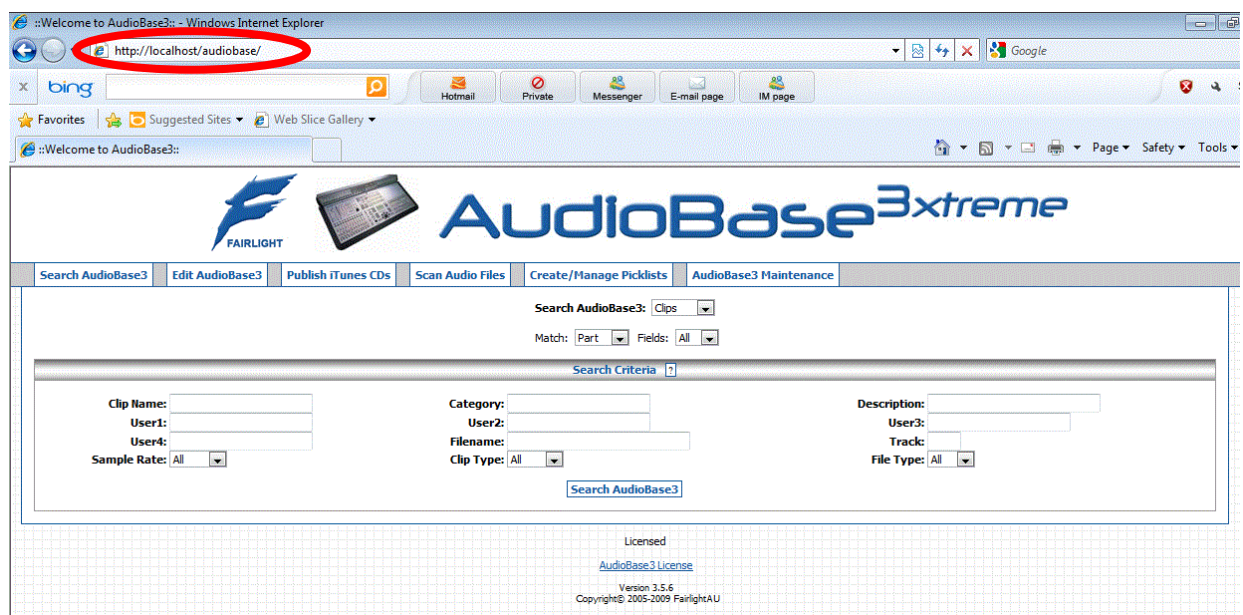 ::Welcome to AudioBase3:: - Windows Internet Explorer
http://localhost/audiobase/
Google
x bing
Hotmail Private Messenger E-mail page IM page
Favorites Suggested Sites Web Slice Gallery
::Welcome to AudioBase3:: Page Safety Tools
FAIRLIGHT AudioBase3xtreme
Search AudioBase3 Edit AudioBase3 Publish iTunes CDs Scan Audio Files Create/Manage Picklists AudioBase3 Maintenance
Search AudioBase3: Clips
Match: Part Fields: All
Search Criteria ?
Clip Name: Category: Description:
User1: User2: User3:
User4: Filename: Track:
Sample Rate: All Clip Type: All File Type: All
Search AudioBase3
Licensed
AudioBase3 License
Version 3.5.6
Copyright© 2005-2009 FairlightAU